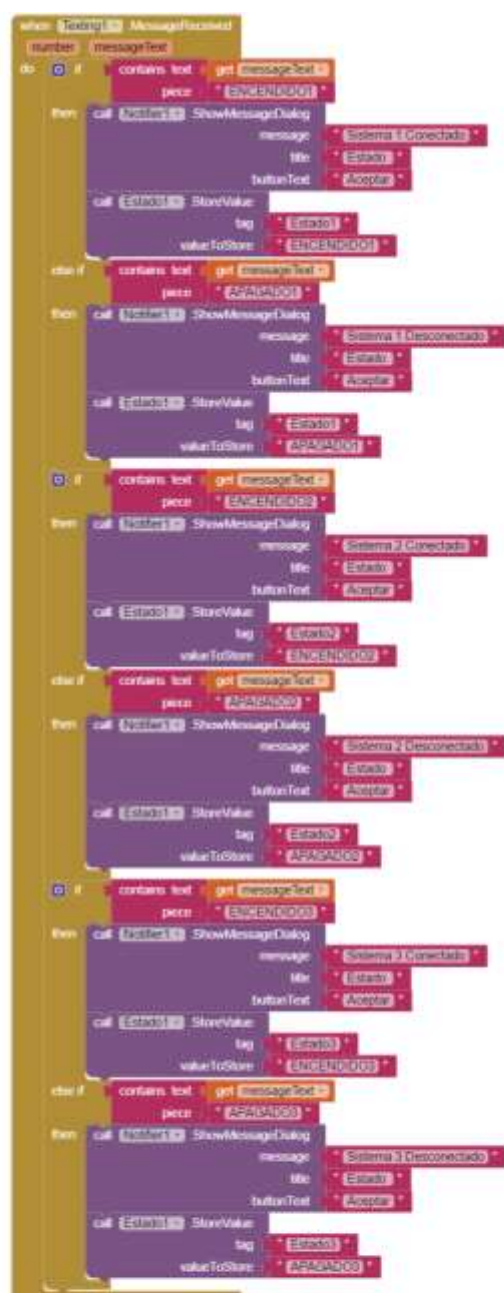 when Texting1 .MessageReceived
number messageText
do if contains text get messageText
piece " ENCENDIDO1 "
then call Notifier1 .ShowMessageDialog
message " Sistema 1 Conectado "
title " Estado "
buttonText " Aceptar "
call Estado1 .StoreValue
tag " Estado1 "
valueToStore " ENCENDIDO1 "
else if contains text get messageText
piece " APAGADO1 "
then call Notifier1 .ShowMessageDialog
message " Sistema 1 Desconectado "
title " Estado "
buttonText " Aceptar "
call Estado1 .StoreValue
tag " Estado1 "
valueToStore " APAGADO1 "
if contains text get messageText
piece " ENCENDIDO2 "
then call Notifier1 .ShowMessageDialog
message " Sistema 2 Conectado "
title " Estado "
buttonText " Aceptar "
call Estado1 .StoreValue
tag " Estado2 "
valueToStore " ENCENDIDO2 "
else if contains text get messageText
piece " APAGADO2 "
then call Notifier1 .ShowMessageDialog
message " Sistema 2 Desconectado "
title " Estado "
buttonText " Aceptar "
call Estado1 .StoreValue
tag " Estado2 "
valueToStore " APAGADO2 "
if contains text get messageText
piece " ENCENDIDO3 "
then call Notifier1 .ShowMessageDialog
message " Sistema 3 Conectado "
title " Estado "
buttonText " Aceptar "
call Estado1 .StoreValue
tag " Estado3 "
valueToStore " ENCENDIDO3 "
else if contains text get messageText
piece " APAGADO3 "
then call Notifier1 .ShowMessageDialog
message " Sistema 3 Desconectado "
title " Estado "
buttonText " Aceptar "
call Estado1 .StoreValue
tag " Estado3 "
valueToStore " APAGADO3 "